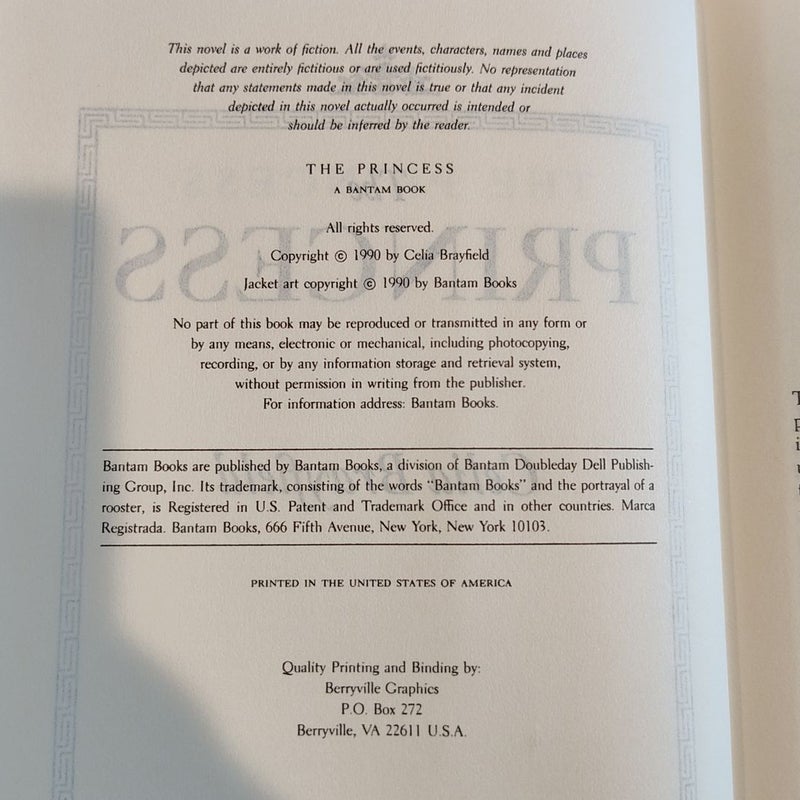 This novel is a work of fiction. All the events, characters, names and places
depicted are entirely fictitious or are used fictitiously. No representation
that any statements made in this novel is true or that any incident
depicted in this novel actually occurred is intended or
should be inferred by the reader.
THE PRINCESS
A BANTAM BOOK
All rights reserved.
Copyright © 1990 by Celia Brayfield
Jacket art copyright © 1990 by Bantam Books
No part of this book may be reproduced or transmitted in any form or
by any means, electronic or mechanical, including photocopying,
recording, or by any information storage and retrieval system,
without permission in writing from the publisher.
For information address: Bantam Books.
Bantam Books are published by Bantam Books, a division of Bantam Doubleday Dell Publish-
ing Group, Inc. Its trademark, consisting of the words "Bantam Books" and the portrayal of a
rooster, is Registered in U.S. Patent and Trademark Office and in other countries. Marca
Registrada. Bantam Books, 666 Fifth Avenue, New York, New York 10103.
PRINTED IN THE UNITED STATES OF AMERICA
Quality Printing and Binding by:
Berryville Graphics
P.O. Box 272
Berryville, VA 22611 U.S.A.